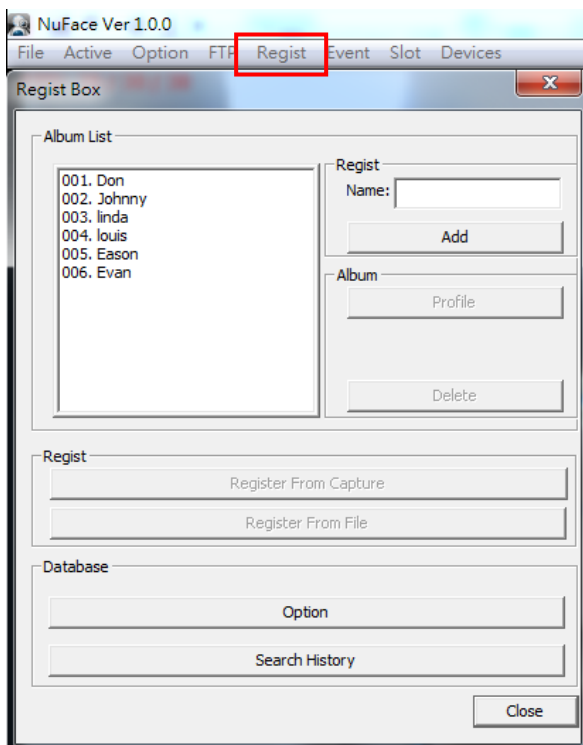 NuFace Ver 1.0.0
File Active Option FTP Regist Event Slot Devices
Regist Box
Album List
001. Don
002. Johnny
003. linda
004. louis
005. Eason
006. Evan
Regist
Name:
Add
Album
Profile
Delete
Regist
Register From Capture
Register From File
Database
Option
Search History
Close